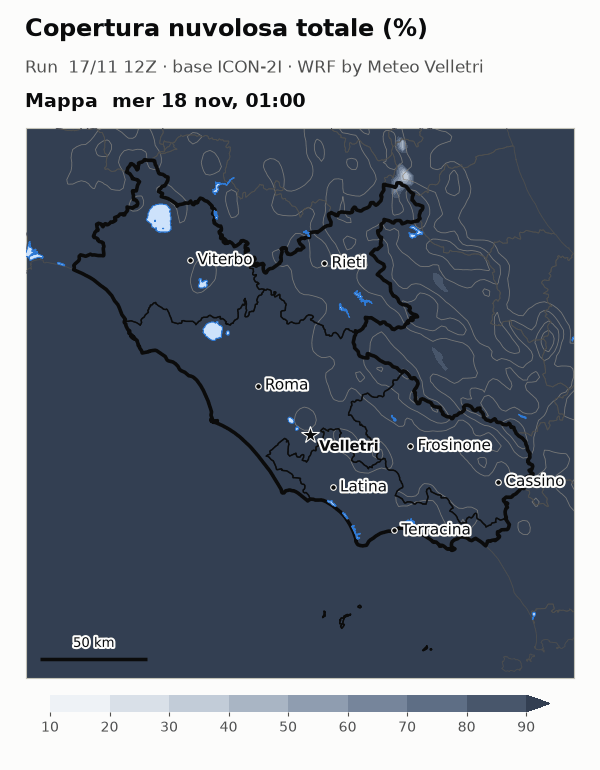 Copertura nuvolosa totale (%)
Run 17/11 12Z · base ICON-2I · WRF by Meteo Velletri
Mappa mer 18 nov, 01:00
Viterbo
Rieti
Roma
Velletri
Frosinone
Cassino
Latina
Terracina
50 km
10 20 30 40 50 60 70 80 90